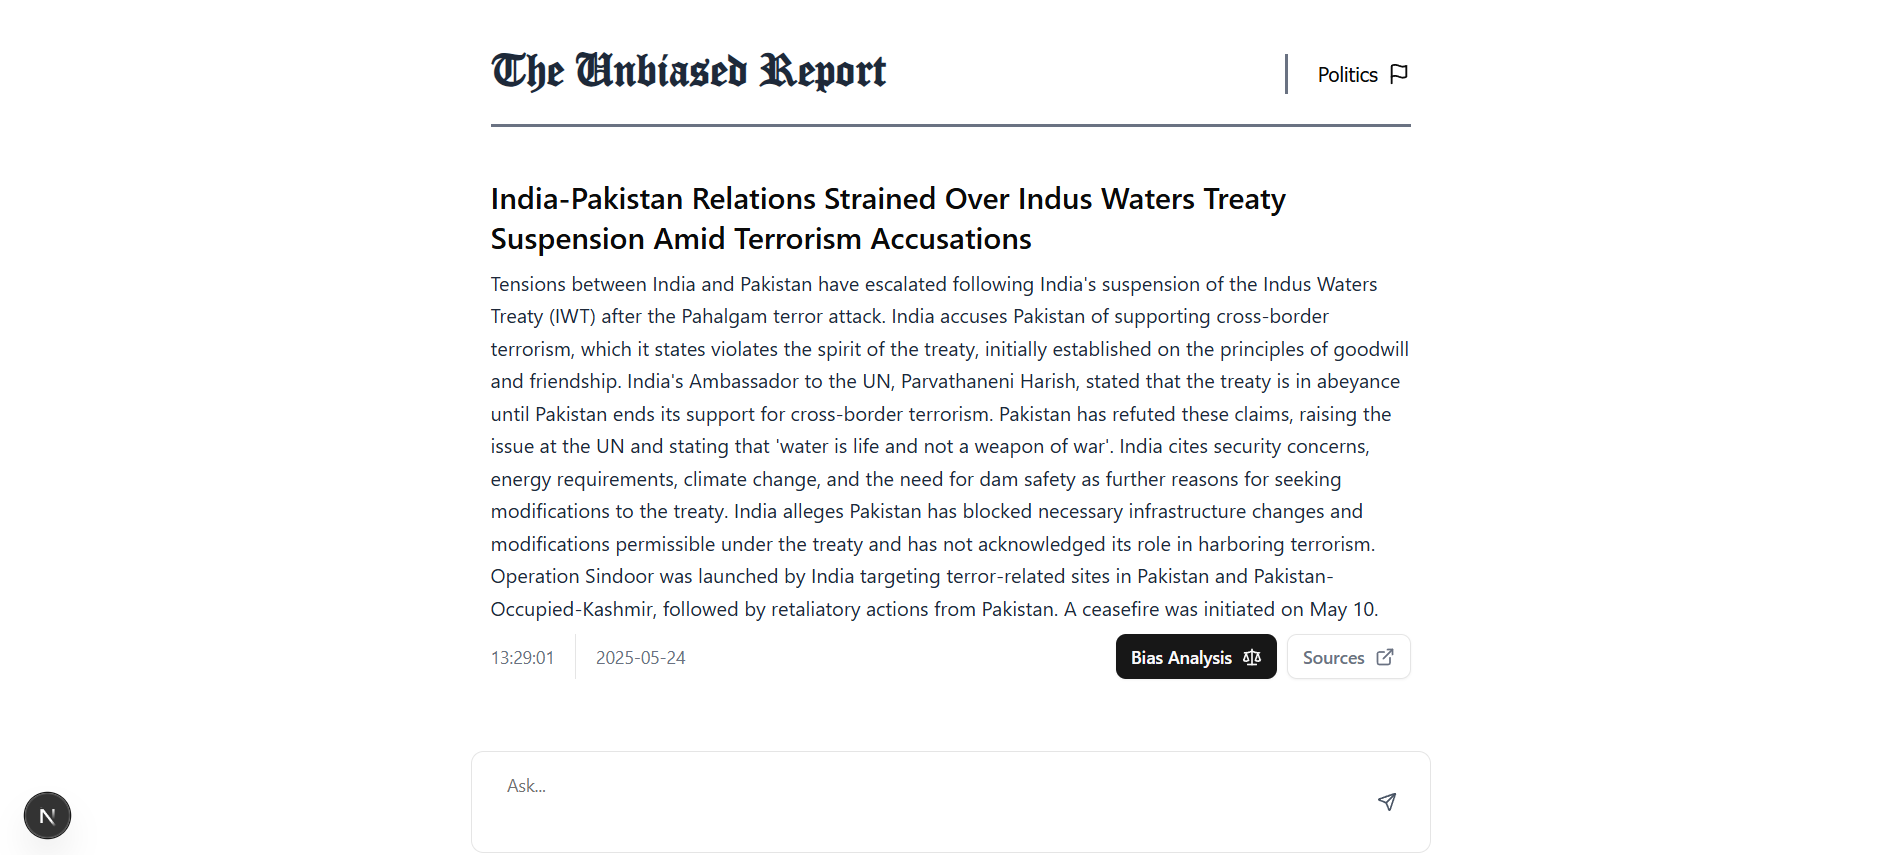 The Unbiased Report
Politics
India-Pakistan Relations Strained Over Indus Waters Treaty
Suspension Amid Terrorism Accusations
Tensions between India and Pakistan have escalated following India's suspension of the Indus Waters
Treaty (IWT) after the Pahalgam terror attack. India accuses Pakistan of supporting cross-border
terrorism, which it states violates the spirit of the treaty, initially established on the principles of goodwill
and friendship. India's Ambassador to the UN, Parvathaneni Harish, stated that the treaty is in abeyance
until Pakistan ends its support for cross-border terrorism. Pakistan has refuted these claims, raising the
issue at the UN and stating that 'water is life and not a weapon of war'. India cites security concerns,
energy requirements, climate change, and the need for dam safety as further reasons for seeking
modifications to the treaty. India alleges Pakistan has blocked necessary infrastructure changes and
modifications permissible under the treaty and has not acknowledged its role in harboring terrorism.
Operation Sindoor was launched by India targeting terror-related sites in Pakistan and Pakistan-
Occupied-Kashmir, followed by retaliatory actions from Pakistan. A ceasefire was initiated on May 10.
13:29:01
2025-05-24
Bias Analysis
Sources
Ask...
N